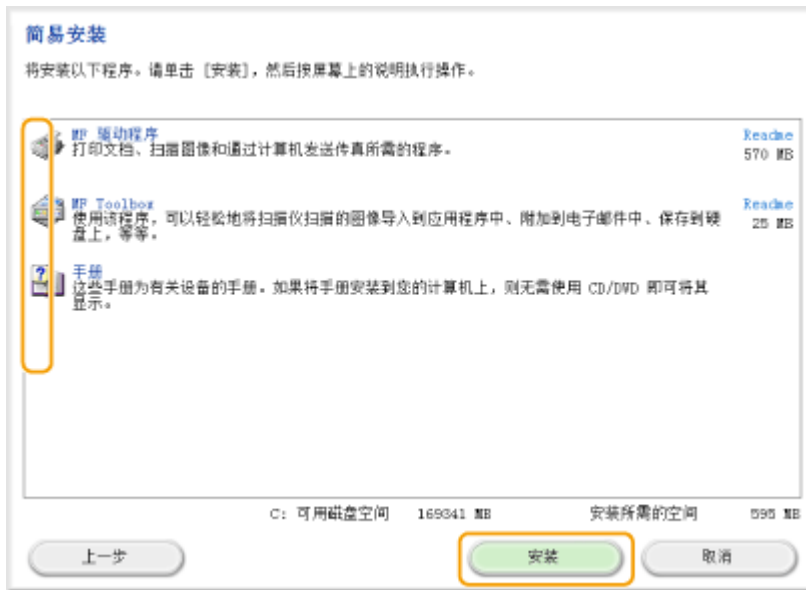 简易安装
将安装以下程序。请单击 [安装]，然后按屏幕上的说明执行操作。
MF 驱动程序 Readme
打印文档、扫描图像和通过计算机发送传真所需的程序。 570 MB
MF Toolbox Readme
使用该程序，可以轻松地将扫描仪扫描的图像导入到应用程序中、附加到电子邮件中、保存到硬 25 MB
盘上，等等。
手册
这些手册为有关设备的手册。如果将手册安装到您的计算机上，则无需使用 CD/DVD 即可将其
显示。
C: 可用磁盘空间 169341 MB 安装所需的空间 595 MB
上一步 安装 取消